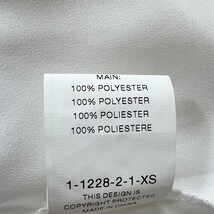 MAIN:
100% POLYESTER
100% POLYESTER
100% POLIESTER
100% POLIESTERE
1-1228-2-1-XS
THIS DESIGN IS
COPYRIGHT PROTECTED
MADE IN CHINA